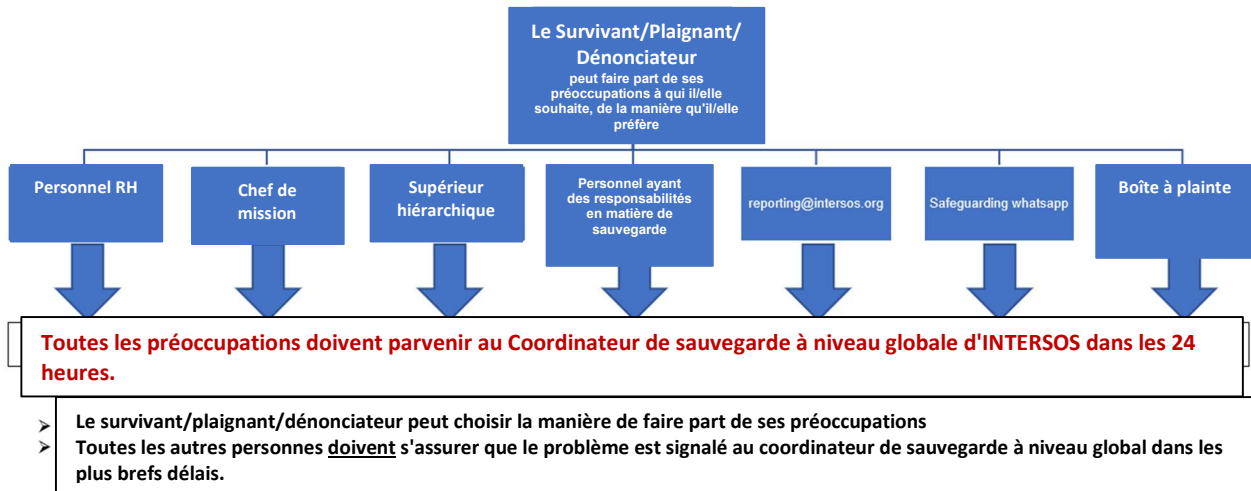 Le Survivant/Plaignant/
Dénonciateur
peut faire part de ses
préoccupations à qui il/elle
souhaite, de la manière qu'il/elle
préfère
Personnel RH
Chef de
mission
Supérieur
hiérarchique
Personnel ayant
des responsabilités
en matière de
sauvegarde
reporting@intersos.org
Safeguarding whatsapp
Boîte à plainte
Toutes les préoccupations doivent parvenir au Coordinateur de sauvegarde à niveau globale d'INTERSOS dans les 24
heures.
Le survivant/plaignant/dénonciateur peut choisir la manière de faire part de ses préoccupations
Toutes les autres personnes doivent s'assurer que le problème est signalé au coordinateur de sauvegarde à niveau global dans les
plus brefs délais.